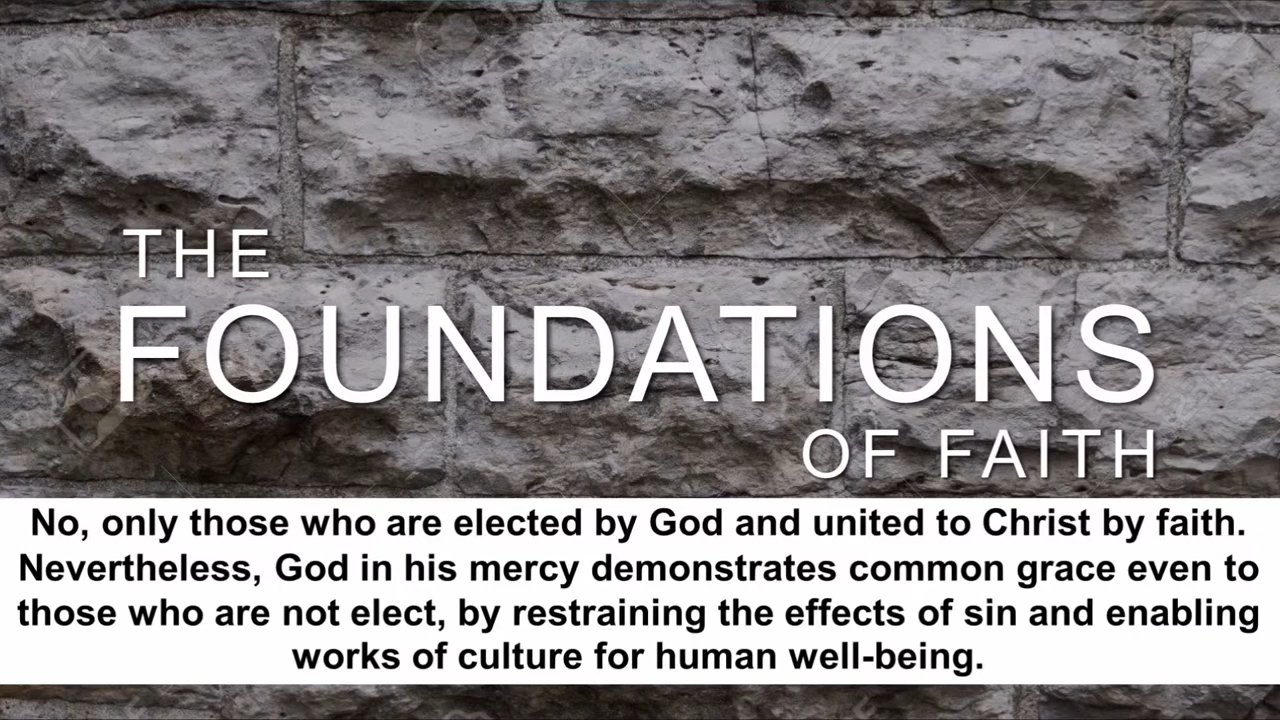 THE
FOUNDATIONS
OF FAITH
No, only those who are elected by God and united to Christ by faith.
Nevertheless, God in his mercy demonstrates common grace even to
those who are not elect, by restraining the effects of sin and enabling
works of culture for human well-being.